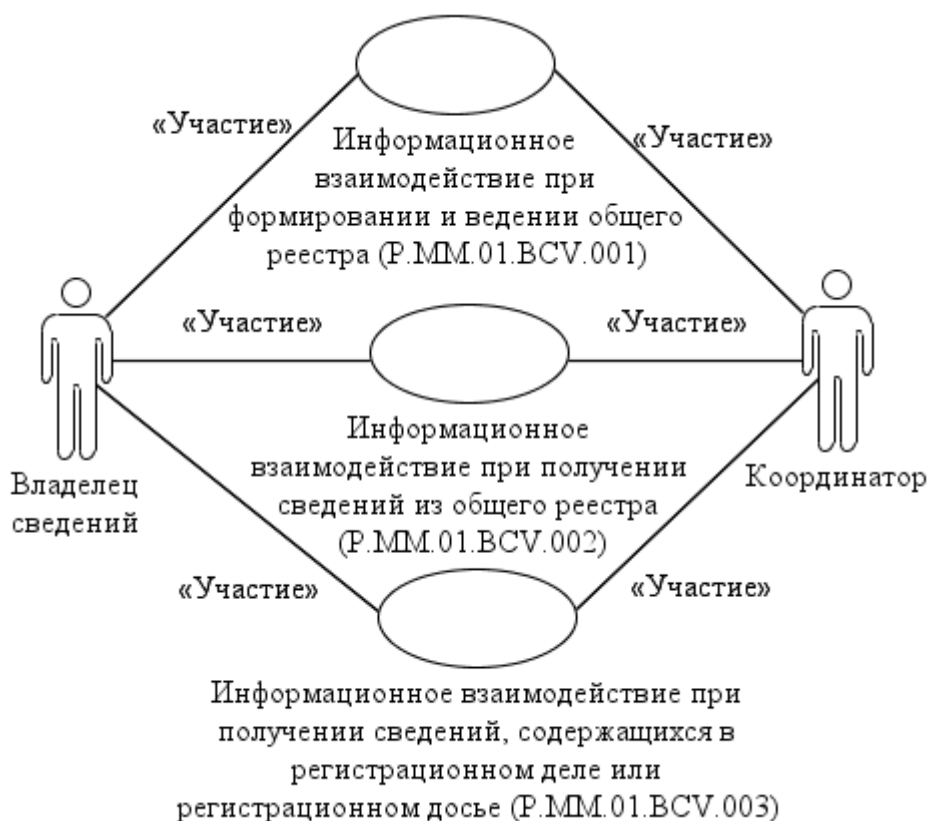 «Участие»
«Участие»
Информационное
взаимодействие при
формировании и ведении общего
реестра (P.MM.01.BCV.001)
«Участие»
«Участие»
Информационное
взаимодействие при получении
сведений из общего реестра
(P.MM.01.BCV.002)
Владелец
сведений
Координатор
«Участие»
«Участие»
Информационное взаимодействие при
получении сведений, содержащихся в
регистрационном деле или
регистрационном досье (P.MM.01.BCV.003)